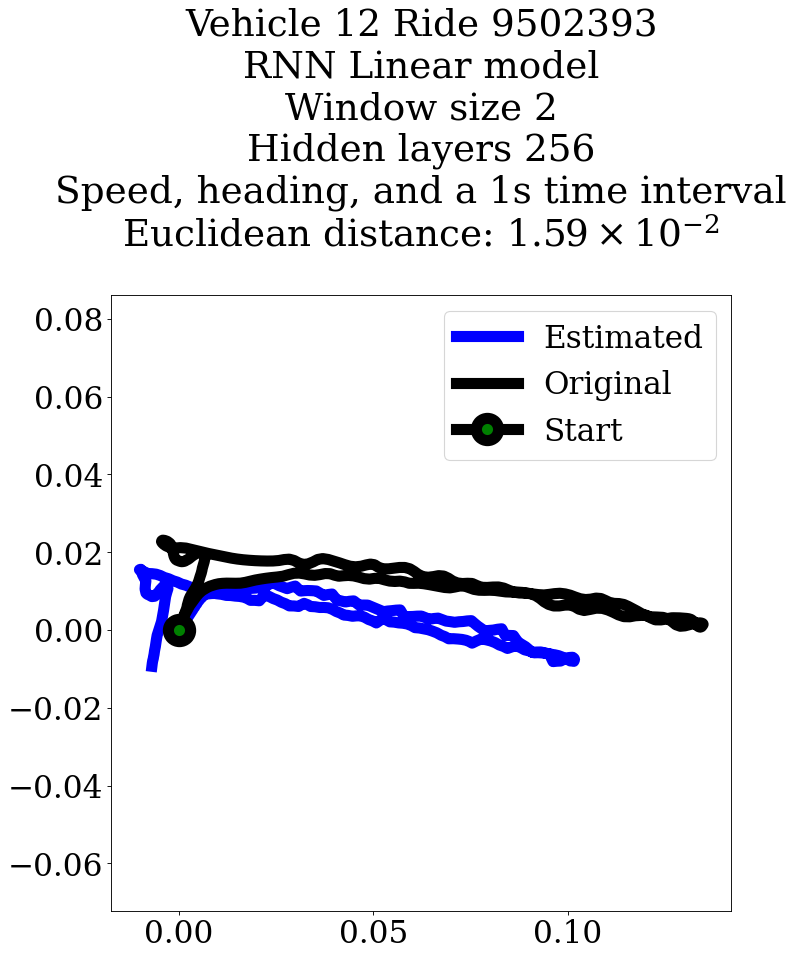 Vehicle 12 Ride 9502393
RNN Linear model
Window size 2
Hidden layers 256
Speed, heading, and a 1s time interval
Euclidean distance: 1.59 × 10⁻²
Estimated
Original
Start
0.08
0.06
0.04
0.02
0.00
−0.02
−0.04
−0.06
0.00 0.05 0.10